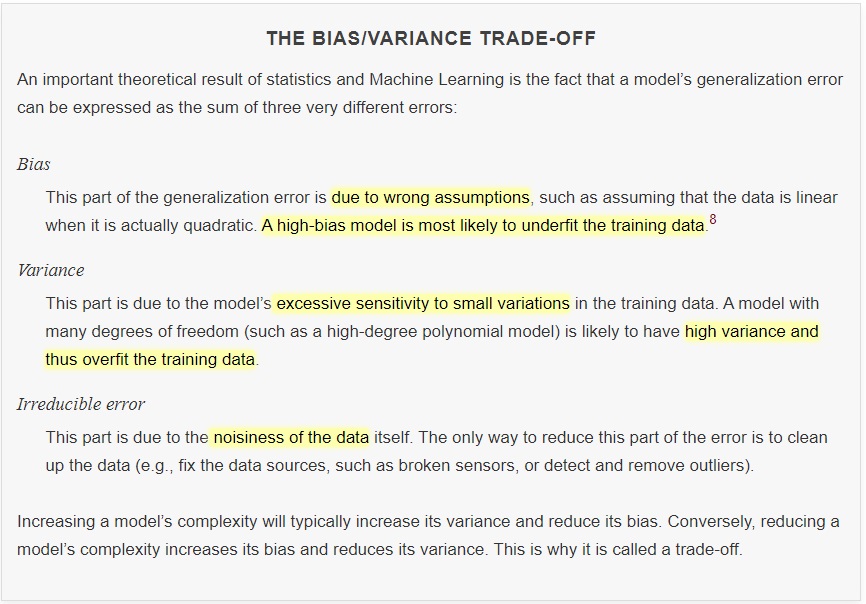 THE BIAS/VARIANCE TRADE-OFF
An important theoretical result of statistics and Machine Learning is the fact that a model’s generalization error
can be expressed as the sum of three very different errors:
Bias
This part of the generalization error is due to wrong assumptions, such as assuming that the data is linear
when it is actually quadratic. A high-bias model is most likely to underfit the training data.8
Variance
This part is due to the model’s excessive sensitivity to small variations in the training data. A model with
many degrees of freedom (such as a high-degree polynomial model) is likely to have high variance and
thus overfit the training data.
Irreducible error
This part is due to the noisiness of the data itself. The only way to reduce this part of the error is to clean
up the data (e.g., fix the data sources, such as broken sensors, or detect and remove outliers).
Increasing a model’s complexity will typically increase its variance and reduce its bias. Conversely, reducing a
model’s complexity increases its bias and reduces its variance. This is why it is called a trade-off.